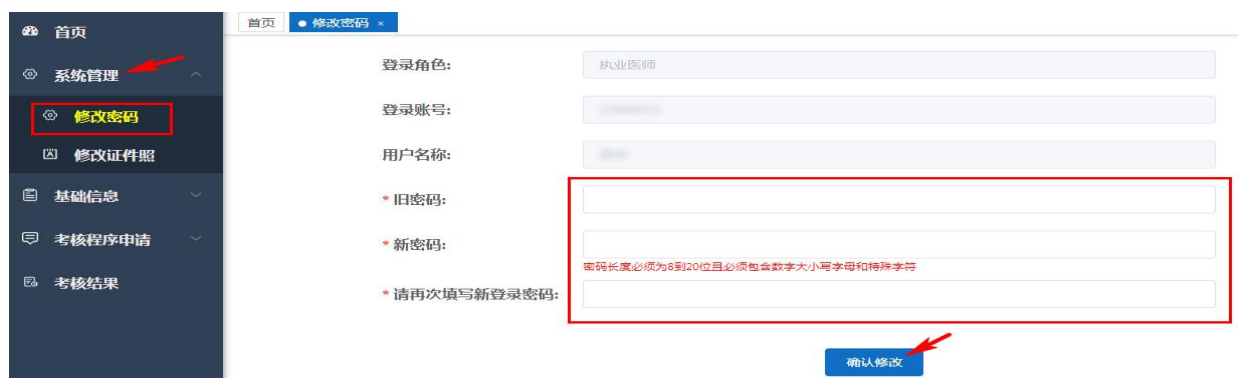 首页
系统管理
修改密码
修改证件照
基础信息
考核程序申请
考核结果
首页 修改密码 ×
登录角色: 执业医师
登录账号:
用户名称:
* 旧密码:
* 新密码:
密码长度必须为8到20位且必须包含数字大小写字母和特殊字符
* 请再次填写新登录密码:
确认修改